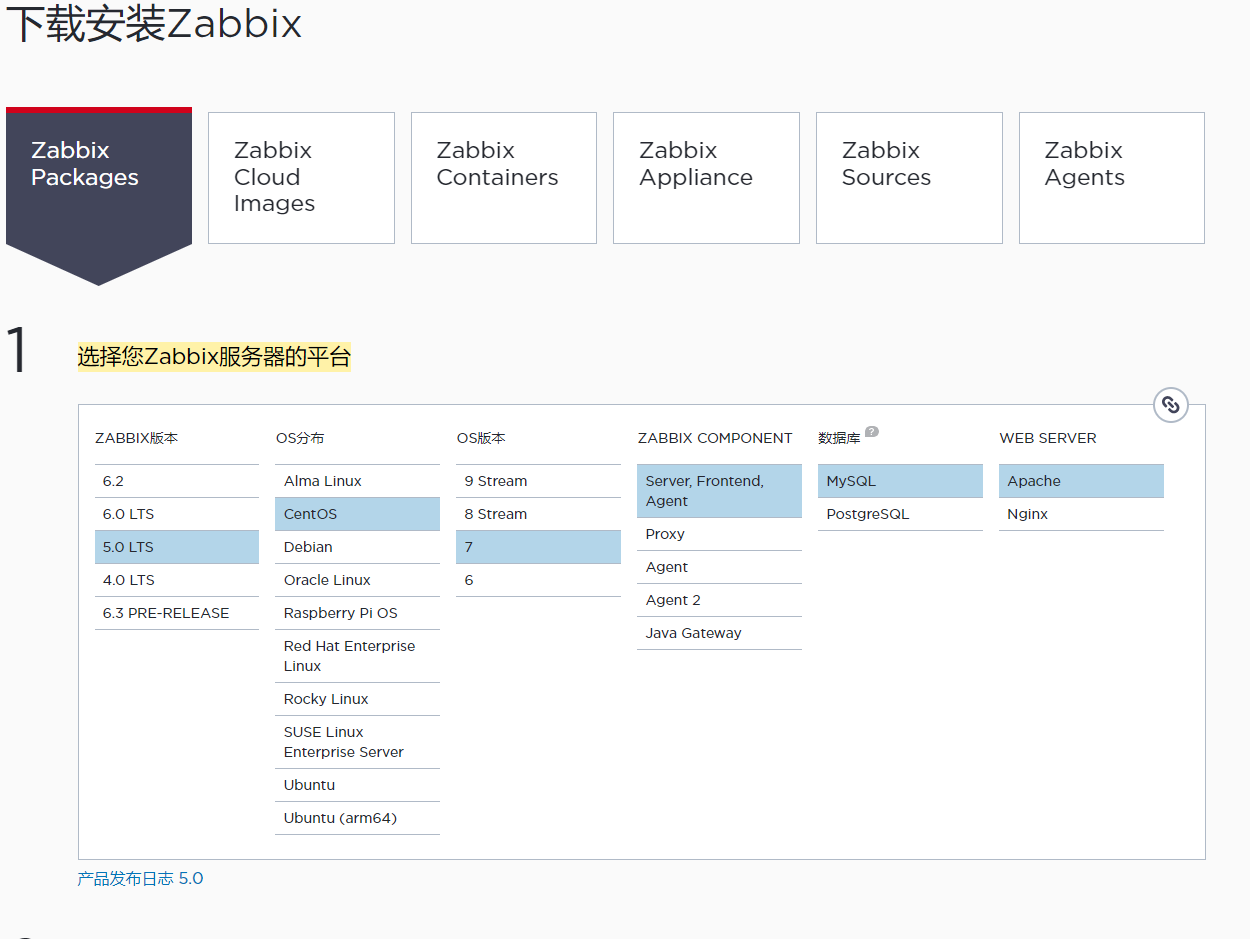 下载安装Zabbix
Zabbix
Packages
Zabbix
Cloud
Images
Zabbix
Containers
Zabbix
Appliance
Zabbix
Sources
Zabbix
Agents
1
选择您Zabbix服务器的平台
ZABBIX版本
6.2
6.0 LTS
5.0 LTS
4.0 LTS
6.3 PRE-RELEASE
OS分布
Alma Linux
CentOS
Debian
Oracle Linux
Raspberry Pi OS
Red Hat Enterprise
Linux
Rocky Linux
SUSE Linux
Enterprise Server
Ubuntu
Ubuntu (arm64)
OS版本
9 Stream
8 Stream
7
6
ZABBIX COMPONENT
Server, Frontend,
Agent
Proxy
Agent
Agent 2
Java Gateway
数据库 ?
MySQL
PostgreSQL
WEB SERVER
Apache
Nginx
产品发布日志 5.0